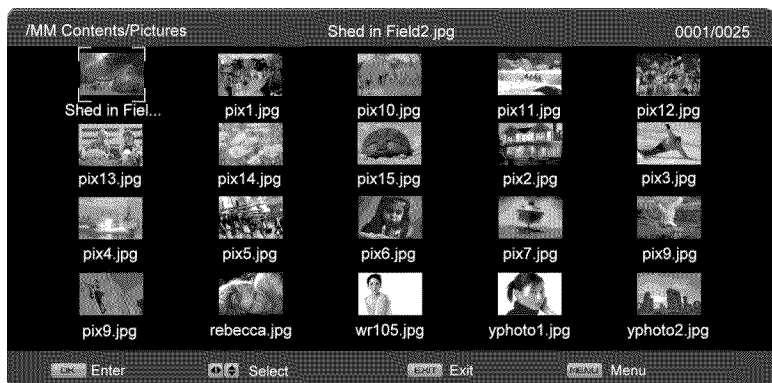 /MM Contents/Pictures Shed in Field2.jpg 0001/0025
Shed in Fiel... pix1.jpg pix10.jpg pix11.jpg pix12.jpg
pix13.jpg pix14.jpg pix15.jpg pix2.jpg pix3.jpg
pix4.jpg pix5.jpg pix6.jpg pix7.jpg pix9.jpg
pix9.jpg rebecca.jpg wr105.jpg yphoto1.jpg yphoto2.jpg
OK Enter Select EXIT Exit MENU Menu